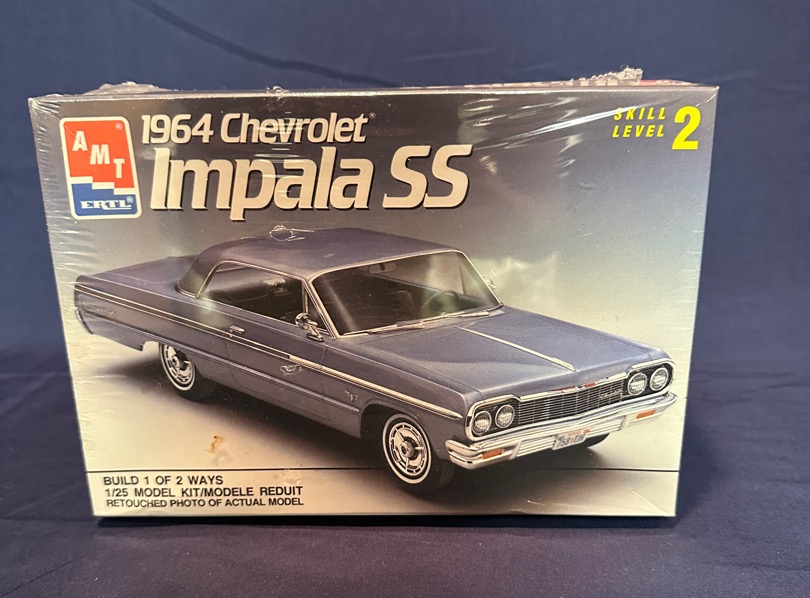 AMT®
ERTL®
1964 Chevrolet®
Impala SS
SKILL
LEVEL 2
BUILD 1 OF 2 WAYS
1/25 MODEL KIT/MODELE REDUIT
RETOUCHED PHOTO OF ACTUAL MODEL